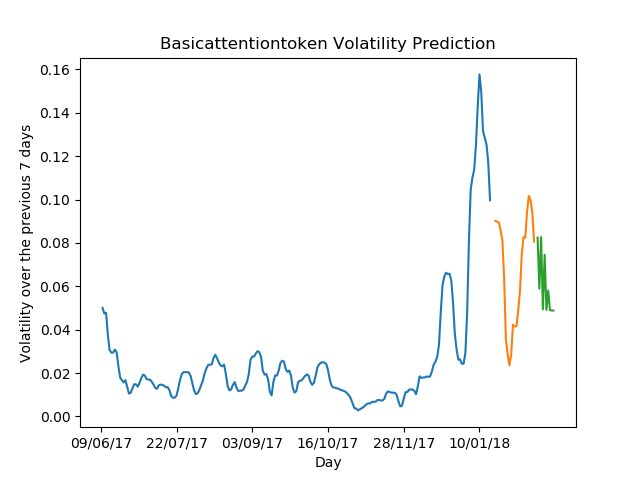 Basicattentiontoken Volatility Prediction
Volatility over the previous 7 days
0.16
0.14
0.12
0.10
0.08
0.06
0.04
0.02
0.00
09/06/17 22/07/17 03/09/17 16/10/17 28/11/17 10/01/18
Day